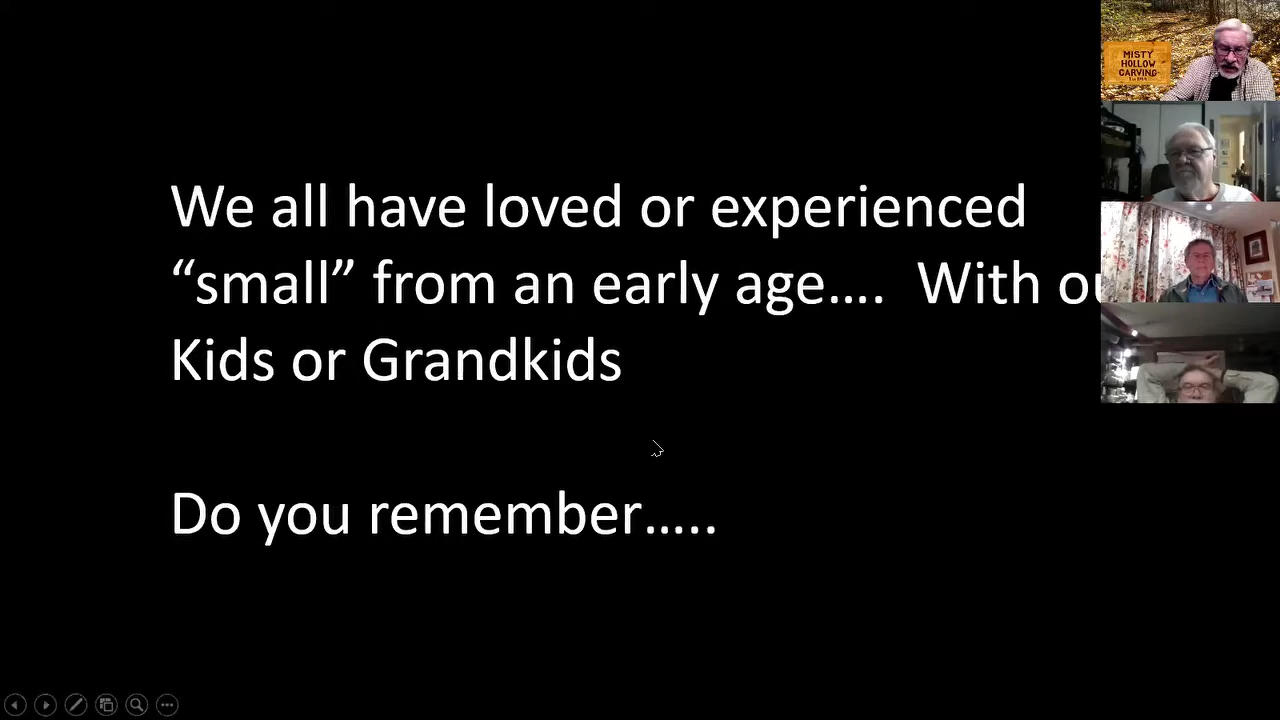 We all have loved or experienced
“small” from an early age…. With
Kids or Grandkids
Do you remember…..
MISTY
HOLLOW
CARVING